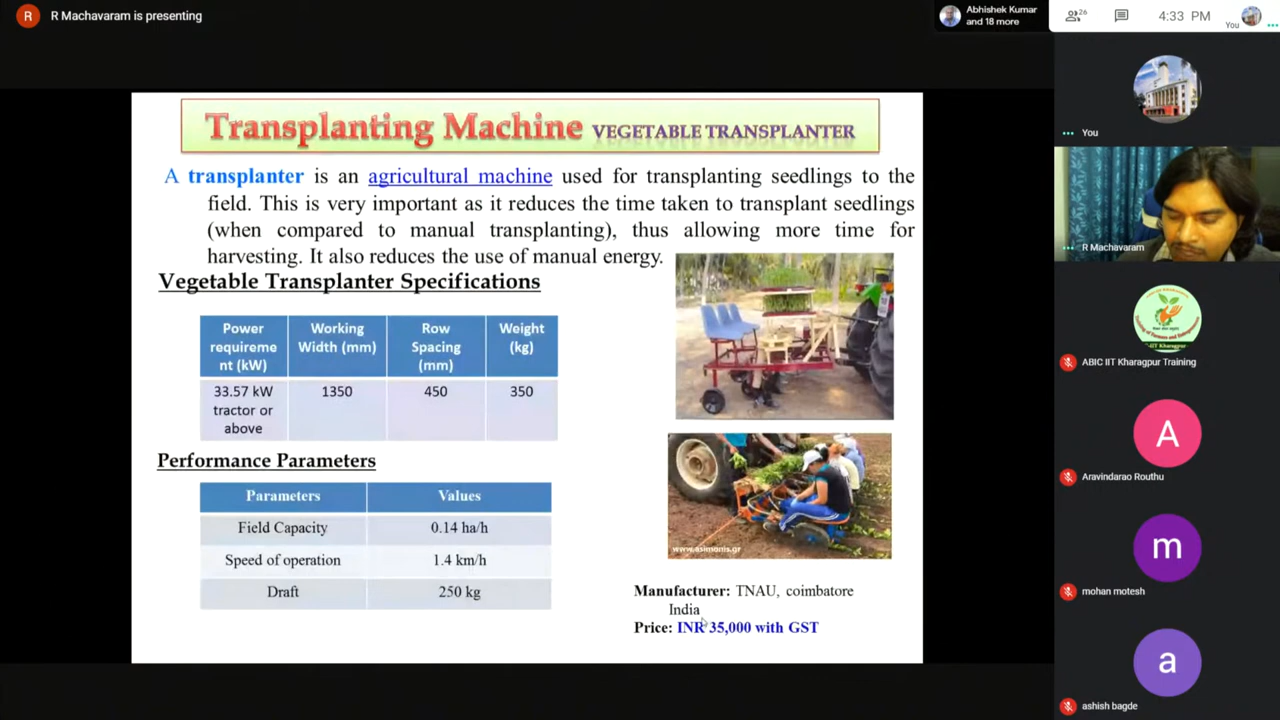 R
R Machavaram is presenting
Abhishek Kumar
and 18 more
26
4:33 PM
You
Transplanting Machine VEGETABLE TRANSPLANTER
A transplanter is an agricultural machine used for transplanting seedlings to the
field. This is very important as it reduces the time taken to transplant seedlings
(when compared to manual transplanting), thus allowing more time for
harvesting. It also reduces the use of manual energy.
Vegetable Transplanter Specifications
Power requireme nt (kW) Working Width (mm) Row Spacing (mm) Weight (kg)
33.57 kW tractor or above 1350 450 350
Performance Parameters
Parameters Values
Field Capacity 0.14 ha/h
Speed of operation 1.4 km/h
Draft 250 kg
www.asimonis.gr
Manufacturer: TNAU, coimbatore
India
Price: INR 35,000 with GST
You
R Machavaram
IIT Kharagpur
ABIC IIT Kharagpur Training
A
Aravindarao Routhu
m
mohan motesh
a
ashish bagde